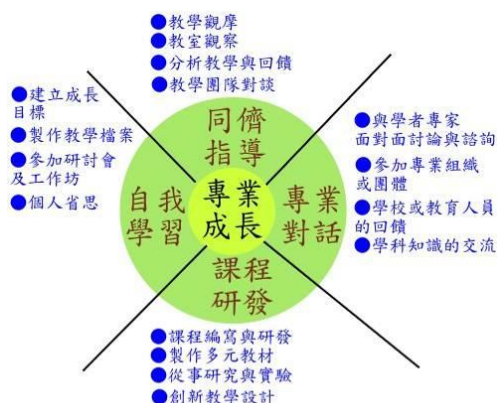 ●教學觀摩
●教室觀察
●分析教學與回饋
●教學團隊對談
●建立成長
目標
●製作教學檔案
●參加研討會
及工作坊
●個人省思
同儕
指導
自我
學習
專業
成長
專業
對話
課程
研發
●與學者專家
面對面討論與諮詢
●參加專業組織
或團體
●學校或教育人員
的回饋
●學科知識的交流
●課程編寫與研發
●製作多元教材
●從事研究與實驗
●創新教學設計